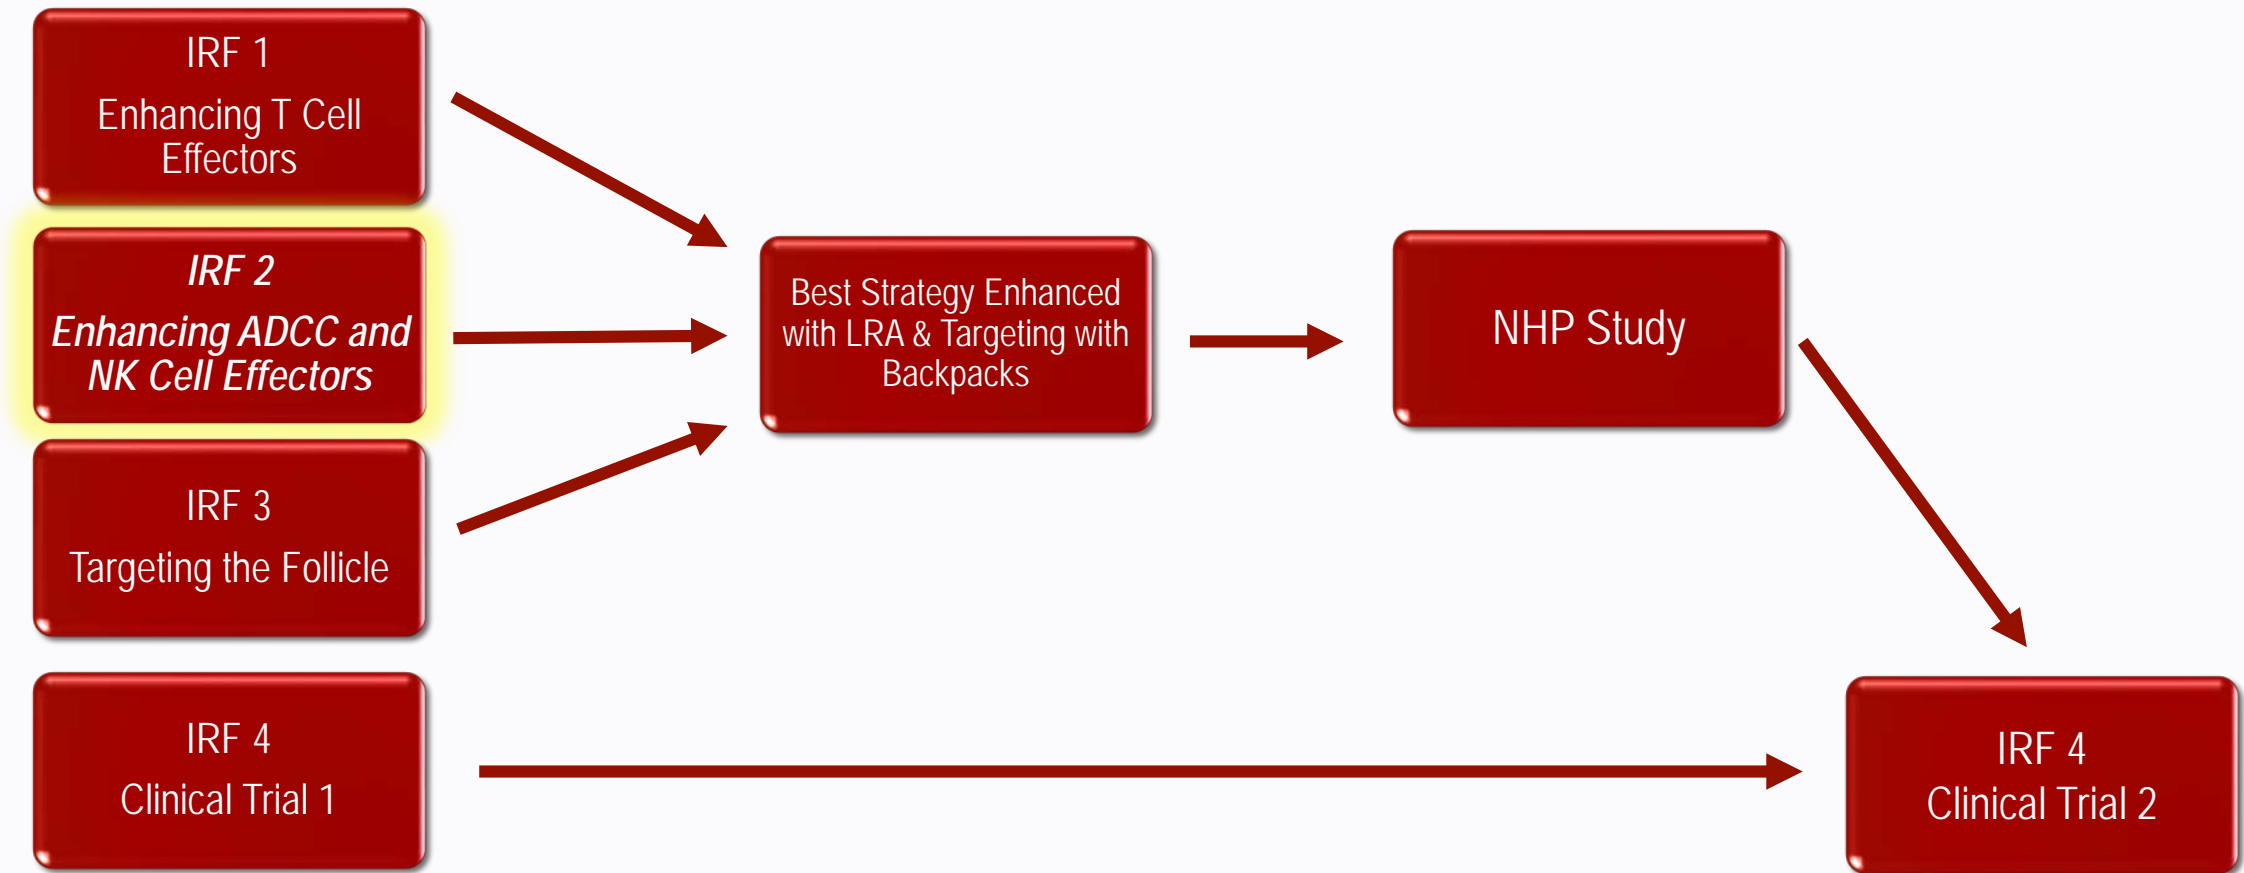 IRF 1
Enhancing T Cell
Effectors
IRF 2
Enhancing ADCC and
NK Cell Effectors
IRF 3
Targeting the Follicle
IRF 4
Clinical Trial 1
Best Strategy Enhanced
with LRA & Targeting with
Backpacks
NHP Study
IRF 4
Clinical Trial 2